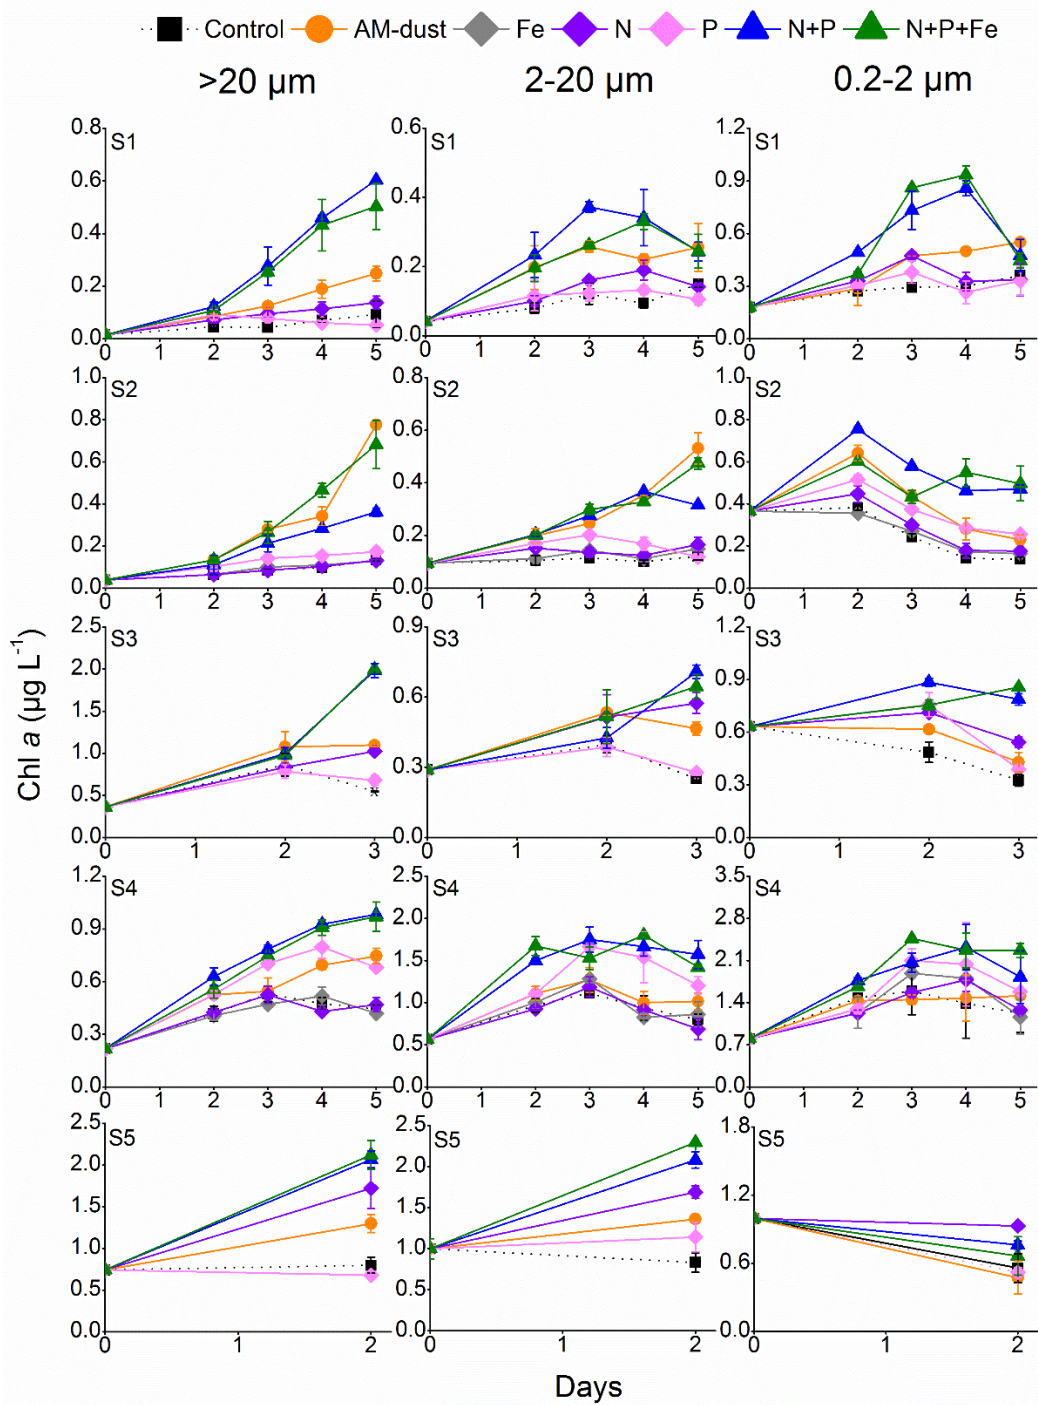 Control AM-dust Fe N P N+P N+P+Fe
>20 µm 2-20 µm 0.2-2 µm
Chl a (µg L⁻¹)
S1
0.8
0.6
0.4
0.2
0.0
0 1 2 3 4 5
S1
0.6
0.4
0.2
0.0
0 1 2 3 4 5
S1
1.2
0.9
0.6
0.3
0.0
0 1 2 3 4 5
S2
1.0
0.8
0.6
0.4
0.2
0.0
0 1 2 3 4 5
S2
0.8
0.6
0.4
0.2
0.0
0 1 2 3 4 5
S2
1.0
0.8
0.6
0.4
0.2
0.0
0 1 2 3 4 5
S3
2.5
2.0
1.5
1.0
0.5
0.0
0 1 2 3
S3
0.9
0.6
0.3
0.0
0 1 2 3
S3
1.2
0.9
0.6
0.3
0.0
0 1 2 3
S4
1.2
0.9
0.6
0.3
0.0
0 1 2 3 4 5
S4
2.5
2.0
1.5
1.0
0.5
0.0
0 1 2 3 4 5
S4
3.5
2.8
2.1
1.4
0.7
0.0
0 1 2 3 4 5
S5
2.5
2.0
1.5
1.0
0.5
0.0
0 1 2
S5
2.5
2.0
1.5
1.0
0.5
0.0
0 1 2
S5
1.8
1.2
0.6
0.0
0 1 2
Days